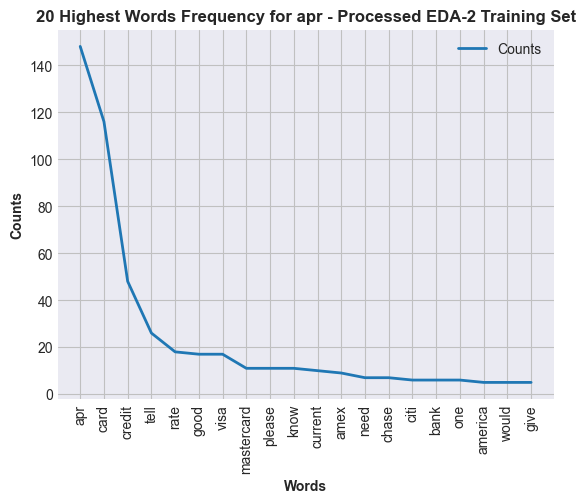 20 Highest Words Frequency for apr - Processed EDA-2 Training Set
Counts
140
120
100
80
60
40
20
0
Counts
apr
card
credit
tell
rate
good
visa
mastercard
please
know
current
amex
need
chase
citi
bank
one
america
would
give
Words